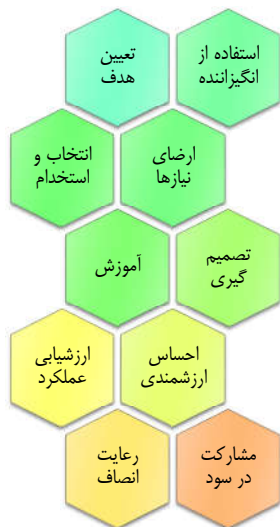 استفاده از
انگیزاننده
تعیین
هدف
ارضای
نیازها
انتخاب و
استخدام
تصمیم
گیری
آموزش
احساس
ارزشمندی
ارزشیابی
عملکرد
مشارکت
در سود
رعایت
انصاف